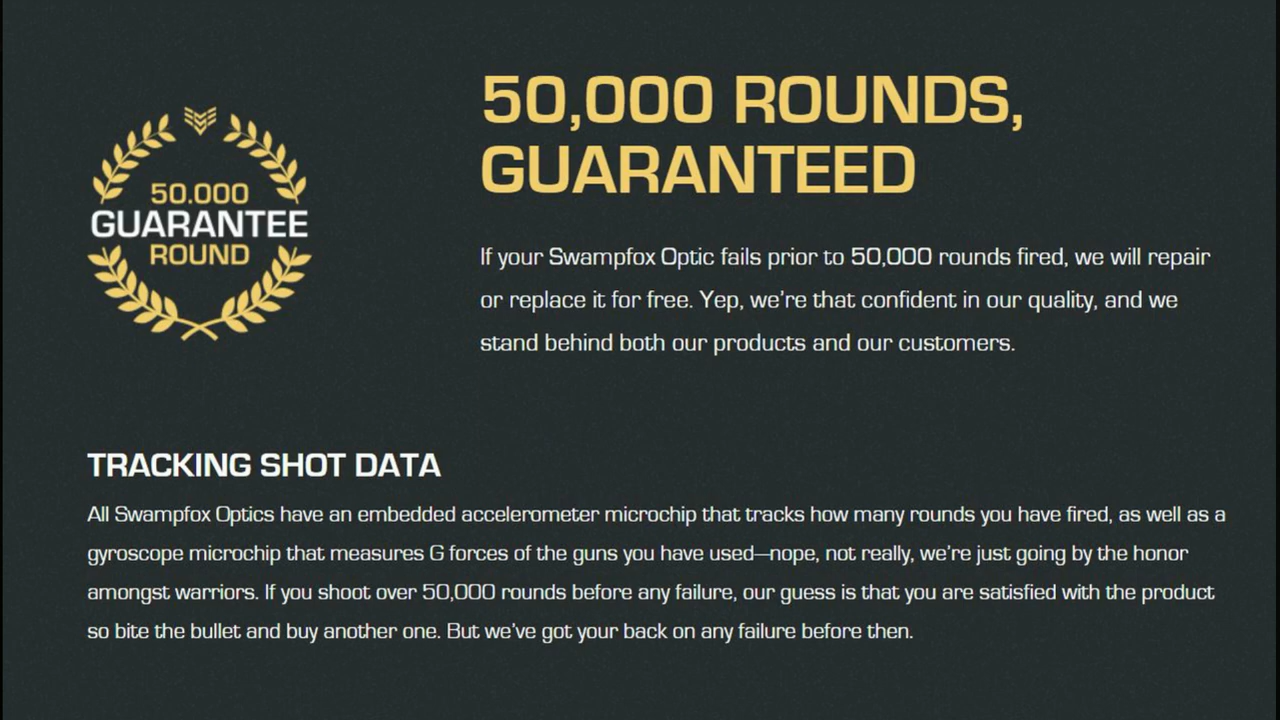 50.000
GUARANTEE
ROUND
50,000 ROUNDS,
GUARANTEED
If your Swampfox Optic fails prior to 50,000 rounds fired, we will repair
or replace it for free. Yep, we're that confident in our quality, and we
stand behind both our products and our customers.
TRACKING SHOT DATA
All Swampfox Optics have an embedded accelerometer microchip that tracks how many rounds you have fired, as well as a
gyroscope microchip that measures G forces of the guns you have used—nope, not really, we're just going by the honor
amongst warriors. If you shoot over 50,000 rounds before any failure, our guess is that you are satisfied with the product
so bite the bullet and buy another one. But we've got your back on any failure before then.